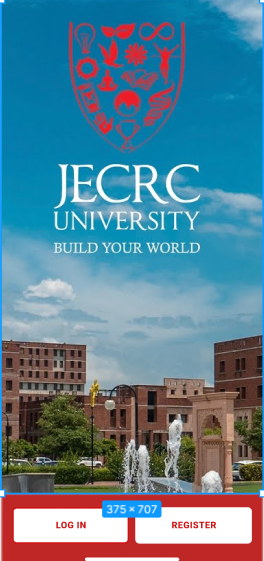 JECRC
UNIVERSITY
BUILD YOUR WORLD
375 × 707
LOG IN
REGISTER